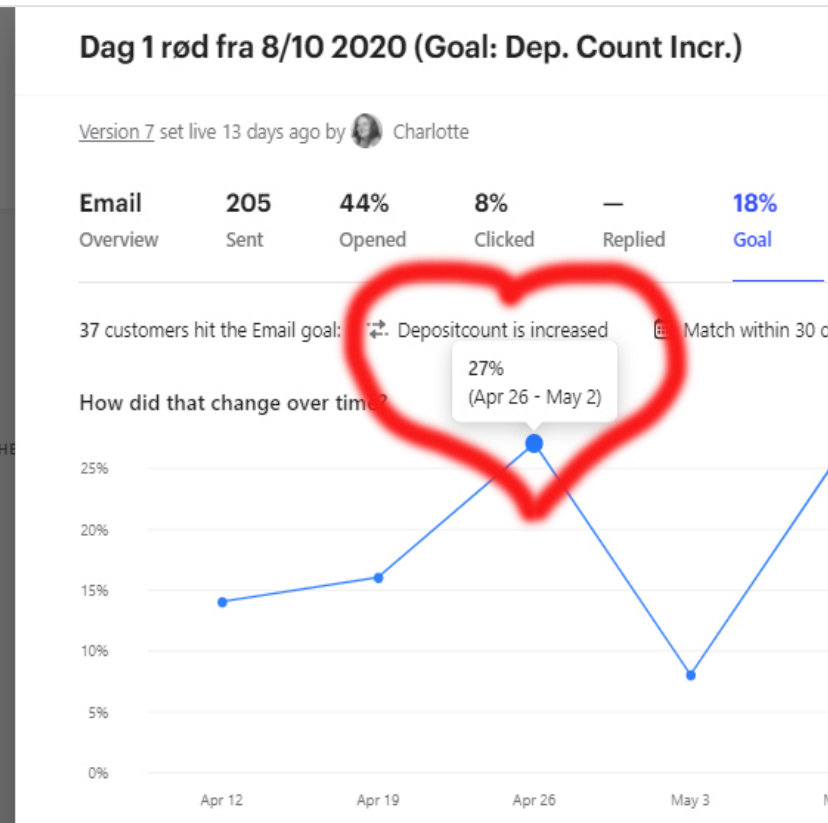 Dag 1 rød fra 8/10 2020 (Goal: Dep. Count Incr.)
Version 7 set live 13 days ago by Charlotte
Email 205 44% 8% — 18%
Overview Sent Opened Clicked Replied Goal
37 customers hit the Email goal: Depositcount is increased Match within 30 d
27%
(Apr 26 - May 2)
How did that change over time?
25%
20%
15%
10%
5%
0%
Apr 12 Apr 19 Apr 26 May 3
HE